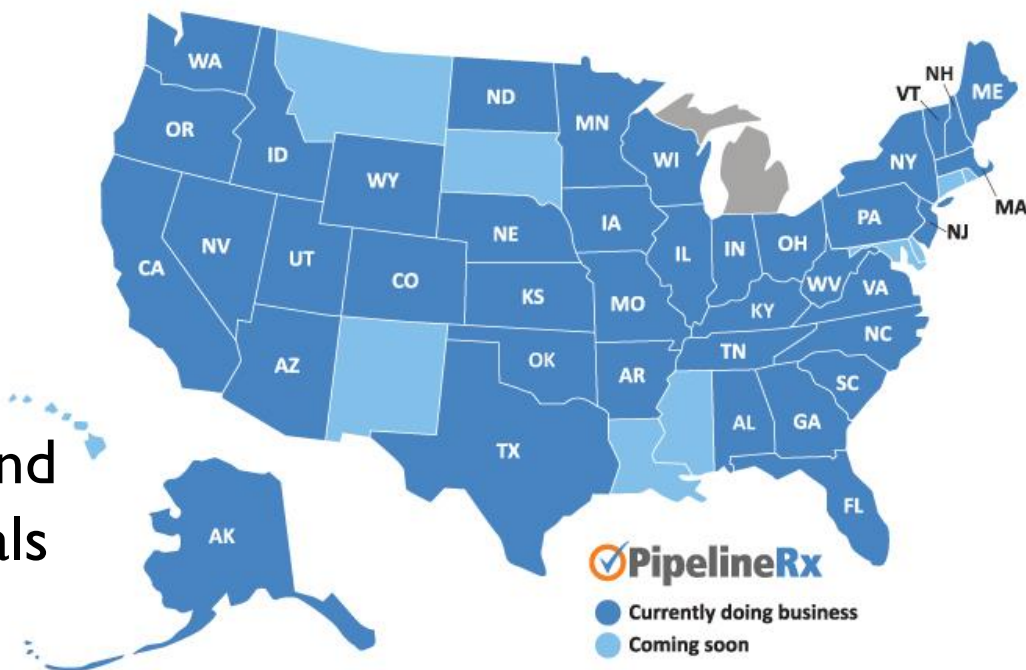 WA
OR
ID
ND
MN
WI
WY
NE
IA
NV
UT
CO
KS
MO
IL
IN
OH
CA
AZ
OK
AR
TX
KY
TN
WV
VA
NC
SC
AL
GA
FL
PA
NY
VT
NH
ME
MA
NJ
AK
nd
als
PipelineRx
Currently doing business
Coming soon